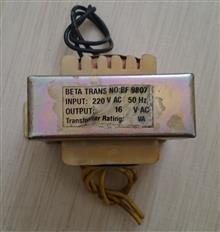 BETA TRANS NO:BF 9807
INPUT: 220 V AC 50 Hz.
OUTPUT: 16 V AC
Transformer Rating: VA